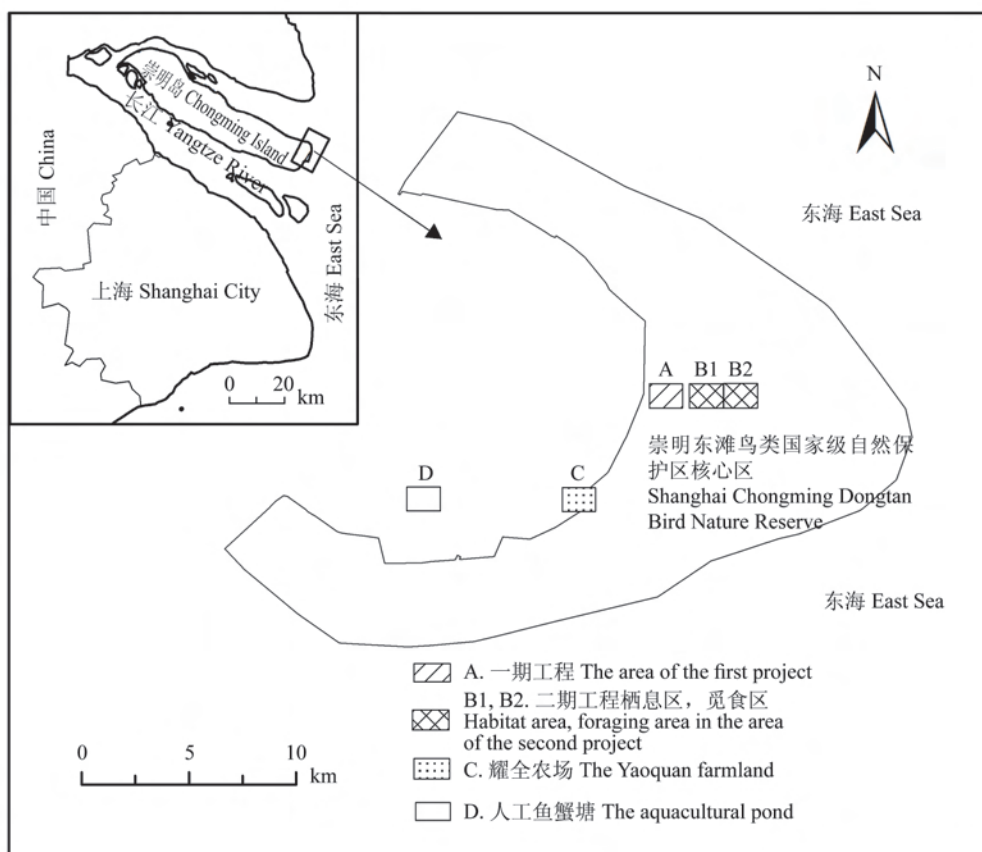 崇明岛 Chongming Island
长江 Yangtze River
中国 China
东海 East Sea
上海 Shanghai City
0 20
km
N
东海 East Sea
A B1 B2
崇明东滩鸟类国家级自然保
护区核心区
Shanghai Chongming Dongtan
Bird Nature Reserve
D C
东海 East Sea
A. 一期工程 The area of the first project
B1, B2. 二期工程栖息区，觅食区
Habitat area, foraging area in the area
of the second project
C. 耀全农场 The Yaoquan farmland
D. 人工鱼蟹塘 The aquacultural pond
0 5 10
km